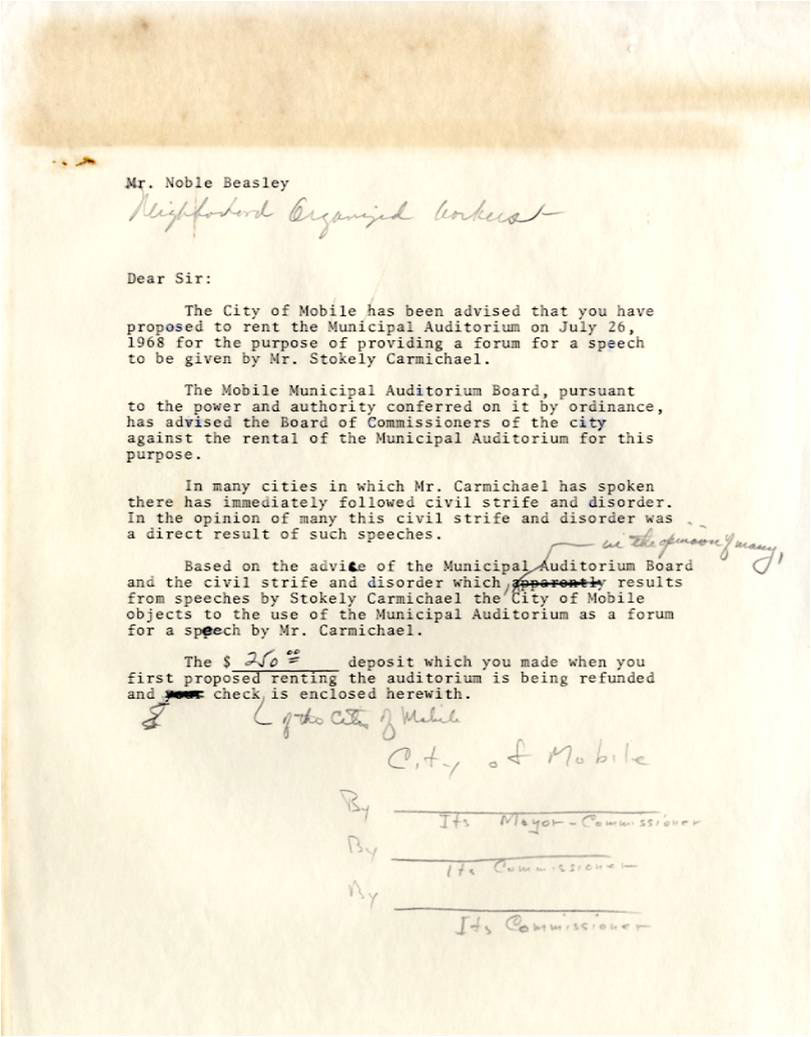 Mr. Noble Beasley
Neighborhood Organized Workers
Dear Sir:
The City of Mobile has been advised that you have
proposed to rent the Municipal Auditorium on July 26,
1968 for the purpose of providing a forum for a speech
to be given by Mr. Stokely Carmichael.
The Mobile Municipal Auditorium Board, pursuant
to the power and authority conferred on it by ordinance,
has advised the Board of Commissioners of the city
against the rental of the Municipal Auditorium for this
purpose.
In many cities in which Mr. Carmichael has spoken
there has immediately followed civil strife and disorder.
In the opinion of many this civil strife and disorder was
a direct result of such speeches.
in the opinion of many,
Based on the advice of the Municipal Auditorium Board
and the civil strife and disorder which, apparently results
from speeches by Stokely Carmichael the City of Mobile
objects to the use of the Municipal Auditorium as a forum
for a speech by Mr. Carmichael.
The $ 250 00 deposit which you made when you
first proposed renting the auditorium is being refunded
and your check is enclosed herewith.
of the City of Mobile
City of Mobile
By
Its Mayor-Commissioner
By
Its Commissioner
By
Its Commissioner